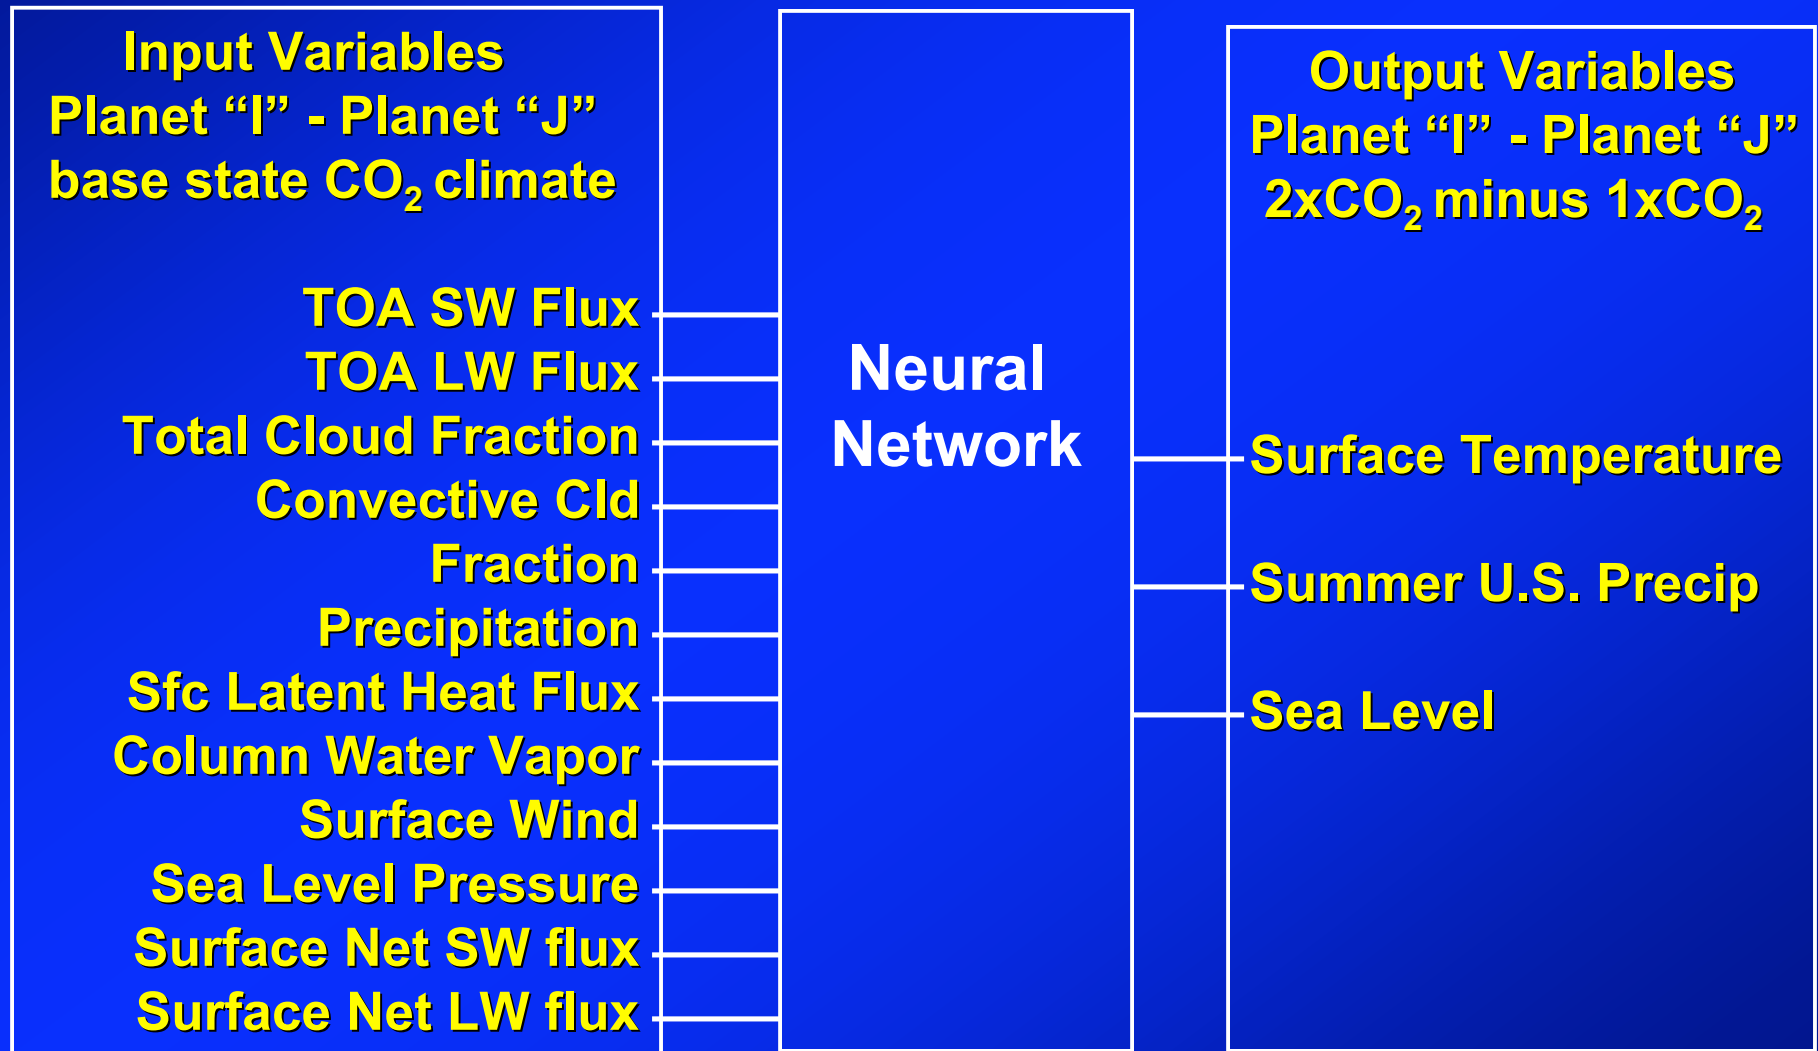 Input Variables
Planet “I” - Planet “J”
base state CO₂ climate
TOA SW Flux
TOA LW Flux
Total Cloud Fraction
Convective Cld
Fraction
Precipitation
Sfc Latent Heat Flux
Column Water Vapor
Surface Wind
Sea Level Pressure
Surface Net SW flux
Surface Net LW flux
Neural
Network
Output Variables
Planet “I” - Planet “J”
2xCO₂ minus 1xCO₂
Surface Temperature
Summer U.S. Precip
Sea Level